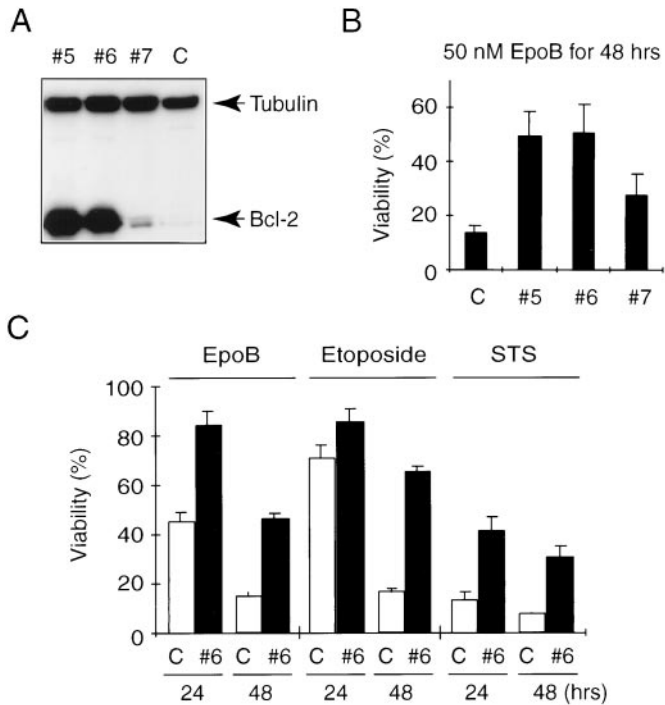 A
#5 #6 #7 C
Tubulin
Bcl-2
B
50 nM EpoB for 48 hrs
Viability (%)
60
40
20
0
C #5 #6 #7
C
EpoB Etoposide STS
Viability (%)
100
80
60
40
20
0
C #6 C #6 C #6 C #6 C #6 C #6
24 48 24 48 24 48 (hrs)